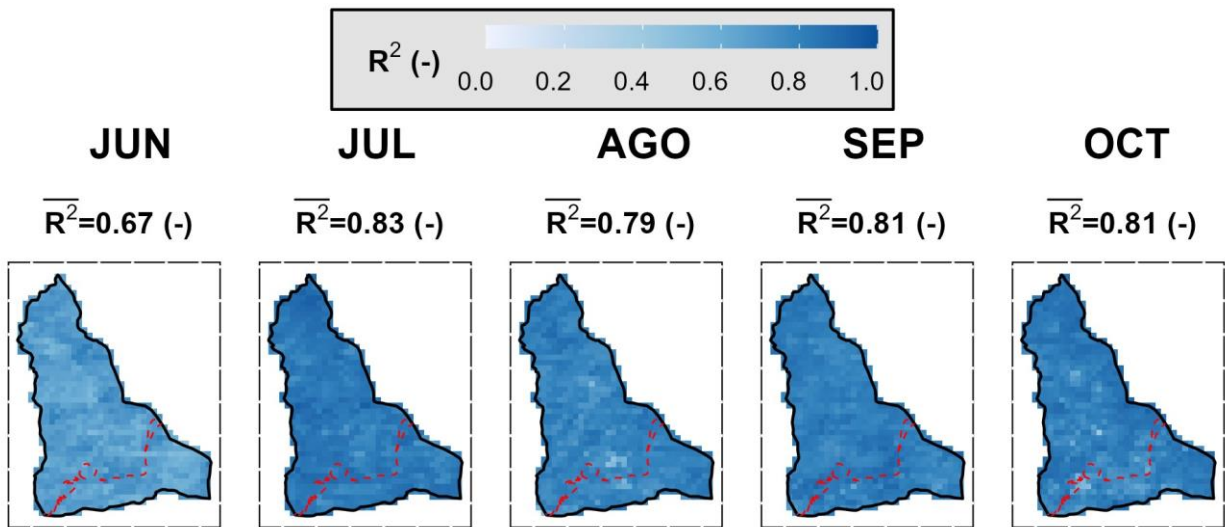 R² (-)
0.0 0.2 0.4 0.6 0.8 1.0
JUN JUL AGO SEP OCT
R²=0.67 (-) R²=0.83 (-) R²=0.79 (-) R²=0.81 (-) R²=0.81 (-)